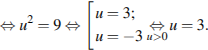 ⇔ u² = 9 ⇔ [ u = 3; u = −3 ⇔ u>0 u = 3.